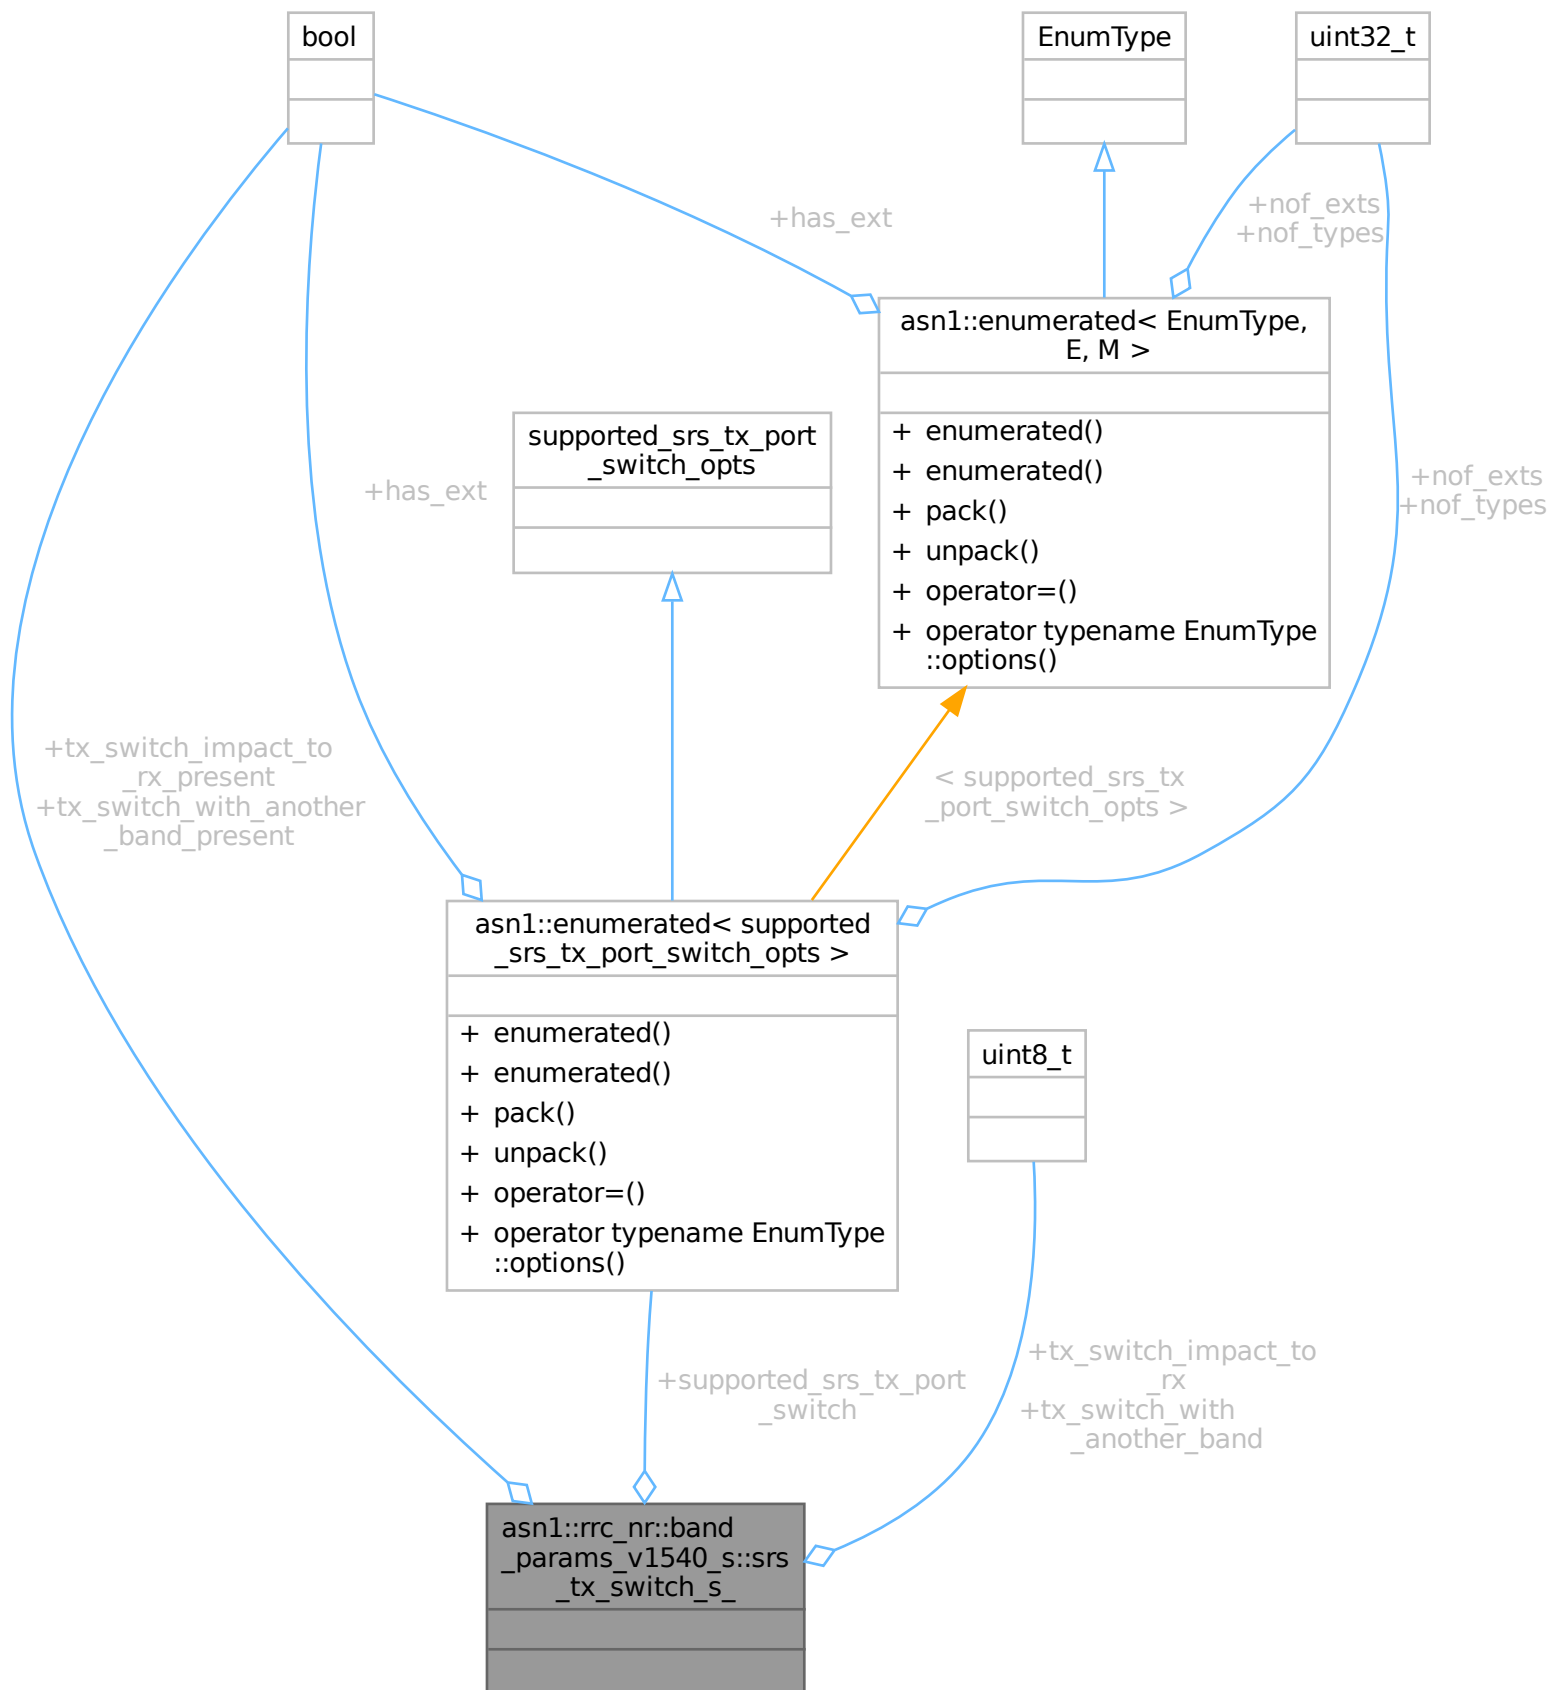 bool
EnumType
uint32_t
+has_ext
+nof_exts
+nof_types
asn1::enumerated< EnumType,
E, M >
+ enumerated()
+ enumerated()
+ pack()
+ unpack()
+ operator=()
+ operator typename EnumType
::options()
supported_srs_tx_port
_switch_opts
+has_ext
+nof_exts
+nof_types
+tx_switch_impact_to
_rx_present
+tx_switch_with_another
_band_present
< supported_srs_tx
_port_switch_opts >
asn1::enumerated< supported
_srs_tx_port_switch_opts >
+ enumerated()
+ enumerated()
+ pack()
+ unpack()
+ operator=()
+ operator typename EnumType
::options()
uint8_t
+supported_srs_tx_port
_switch
+tx_switch_impact_to
_rx
+tx_switch_with
_another_band
asn1::rrc_nr::band
_params_v1540_s::srs
_tx_switch_s_